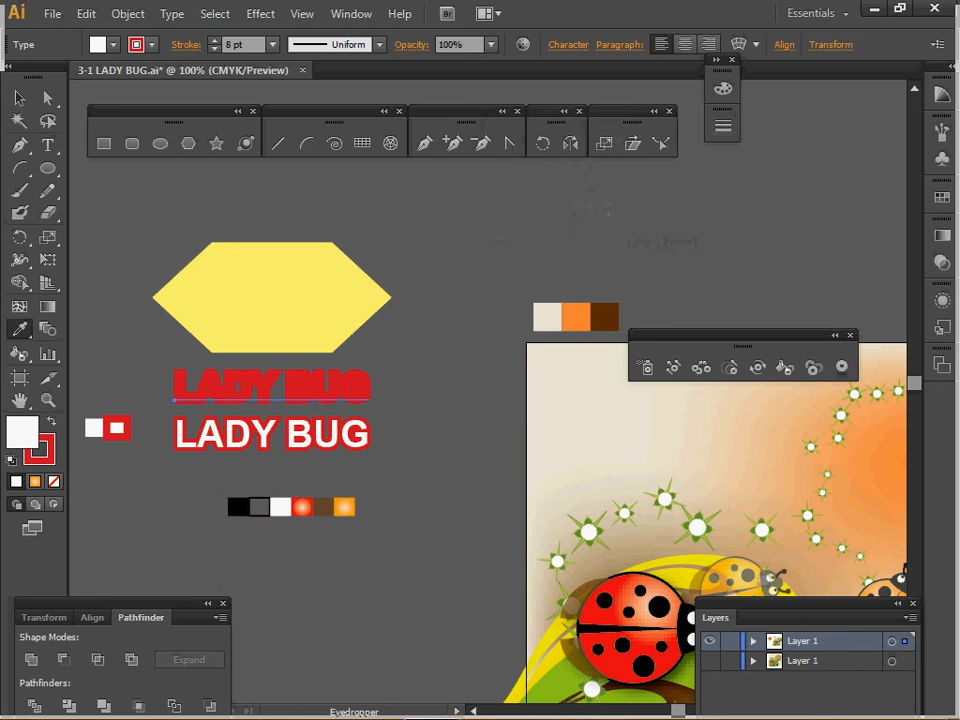 Ai File Edit Object Type Select Effect View Window Help Br Essentials
Type Stroke: 8 pt Uniform Opacity: 100% Character Paragraph: Align Transform
3-1 LADY BUG.ai* @ 100% (CMYK/Preview)
LADY BUG
LADY BUG
Transform Align Pathfinder
Shape Modes:
Expand
Pathfinders:
Layers
Layer 1
Layer 1
Eyedropper